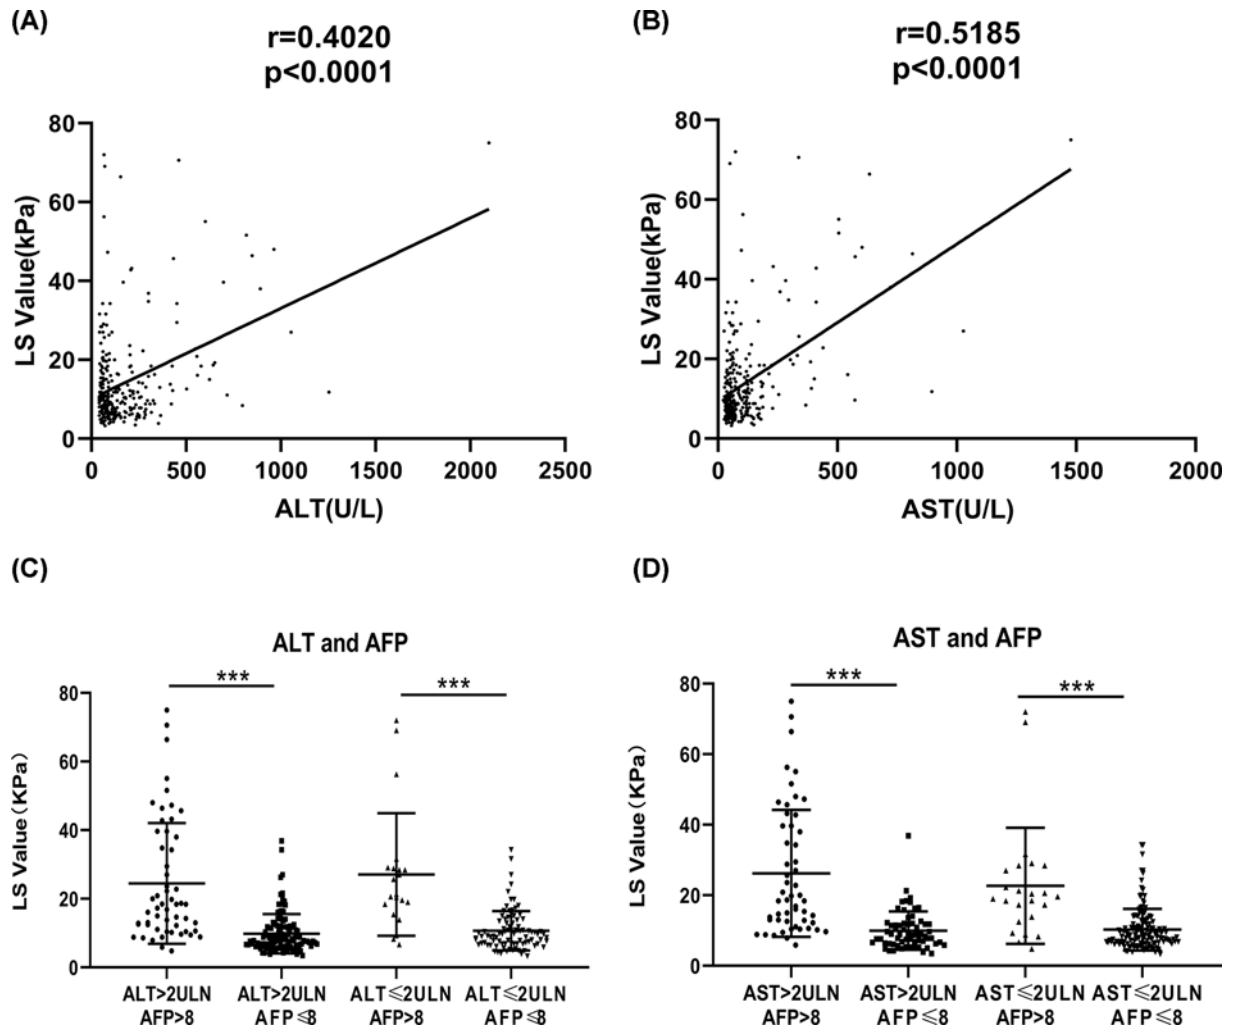 (A)
r=0.4020
p<0.0001
80
60
40
20
0
LS Value(kPa)
0 500 1000 1500 2000 2500
ALT(U/L)
(B)
r=0.5185
p<0.0001
80
60
40
20
0
LS Value(kPa)
0 500 1000 1500 2000
AST(U/L)
(C)
ALT and AFP
*** ***
80
60
40
20
0
LS Value(KPa)
ALT>2ULN ALT>2ULN ALT≤2ULN ALT≤2ULN
AFP>8 AFP≤8 AFP>8 AFP≤8
(D)
AST and AFP
*** ***
80
60
40
20
0
LS Value(KPa)
AST>2ULN AST>2ULN AST≤2ULN AST≤2ULN
AFP>8 AFP≤8 AFP>8 AFP≤8